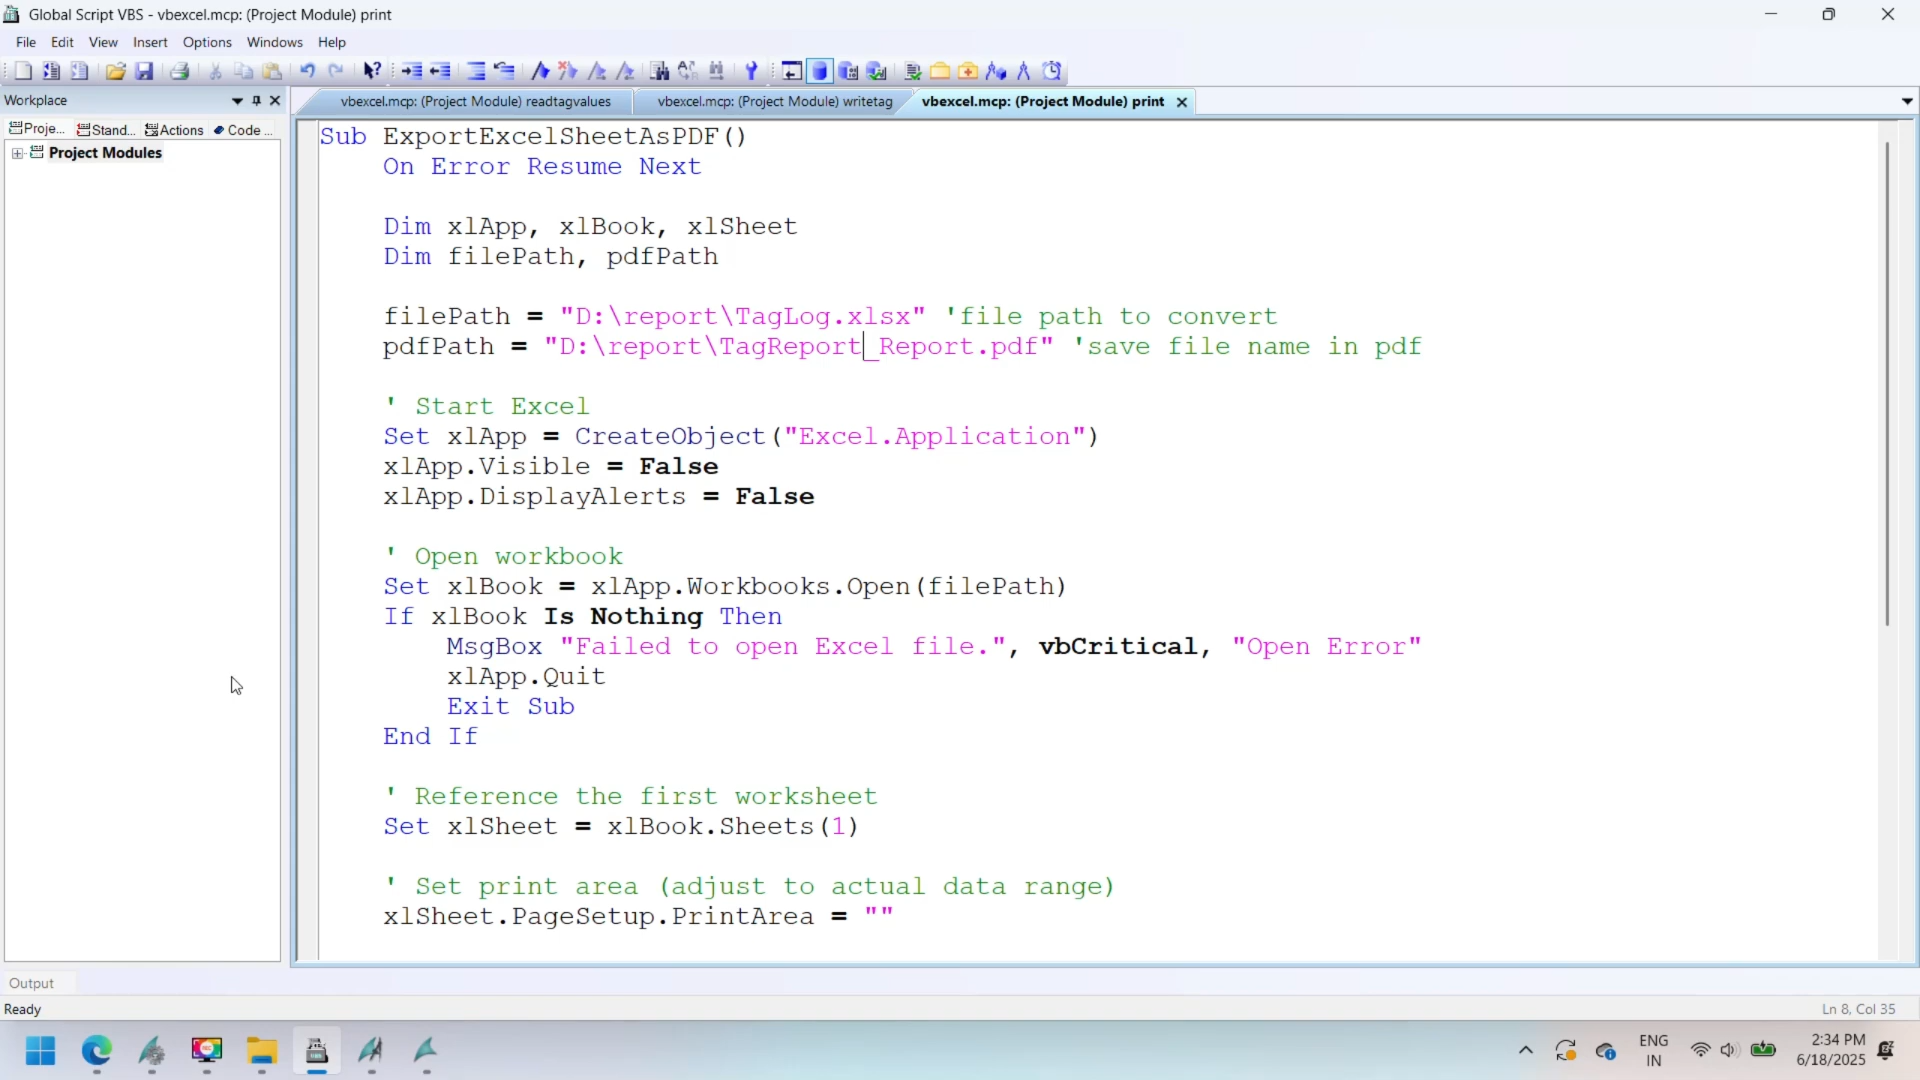 Global Script VBS - vbexcel.mcp: (Project Module) print
File Edit View Insert Options Windows Help
Workplace
vbexcel.mcp: (Project Module) readtagvalues
vbexcel.mcp: (Project Module) writetag
vbexcel.mcp: (Project Module) print
Proje... Stand... Actions Code ...
Project Modules
Sub ExportExcelSheetAsPDF()
On Error Resume Next
Dim xlApp, xlBook, xlSheet
Dim filePath, pdfPath
filePath = "D:\report\TagLog.xlsx" 'file path to convert
pdfPath = "D:\report\TagReport_Report.pdf" 'save file name in pdf
' Start Excel
Set xlApp = CreateObject("Excel.Application")
xlApp.Visible = False
xlApp.DisplayAlerts = False
' Open workbook
Set xlBook = xlApp.Workbooks.Open(filePath)
If xlBook Is Nothing Then
MsgBox "Failed to open Excel file.", vbCritical, "Open Error"
xlApp.Quit
Exit Sub
End If
' Reference the first worksheet
Set xlSheet = xlBook.Sheets(1)
' Set print area (adjust to actual data range)
xlSheet.PageSetup.PrintArea = ""
Output
Ready
Ln 8, Col 35
ENG
IN
2:34 PM
6/18/2025